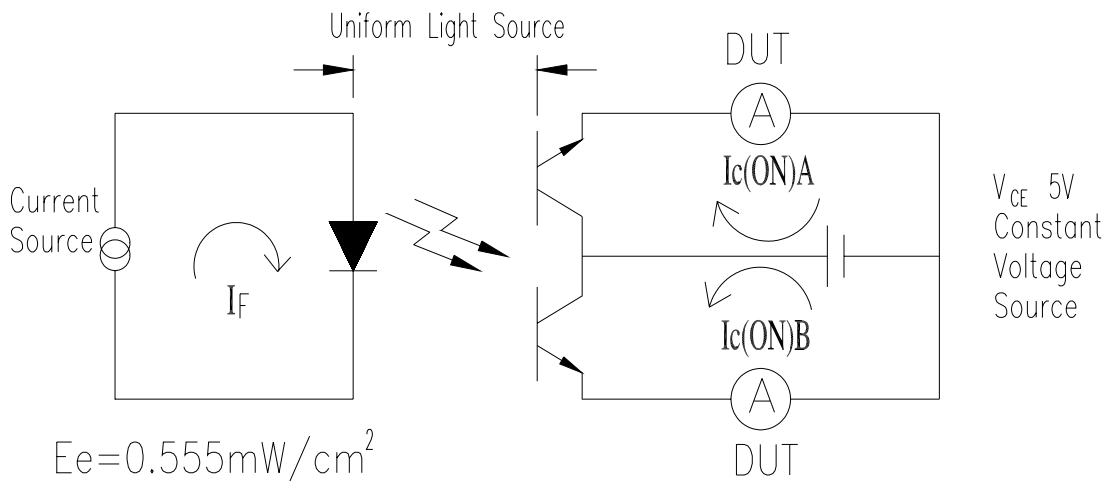 Uniform Light Source
DUT
A
Ic(ON)A
Current
Source
IF
VCE 5V
Constant
Voltage
Source
Ic(ON)B
A
DUT
Ee=0.555mW/cm²